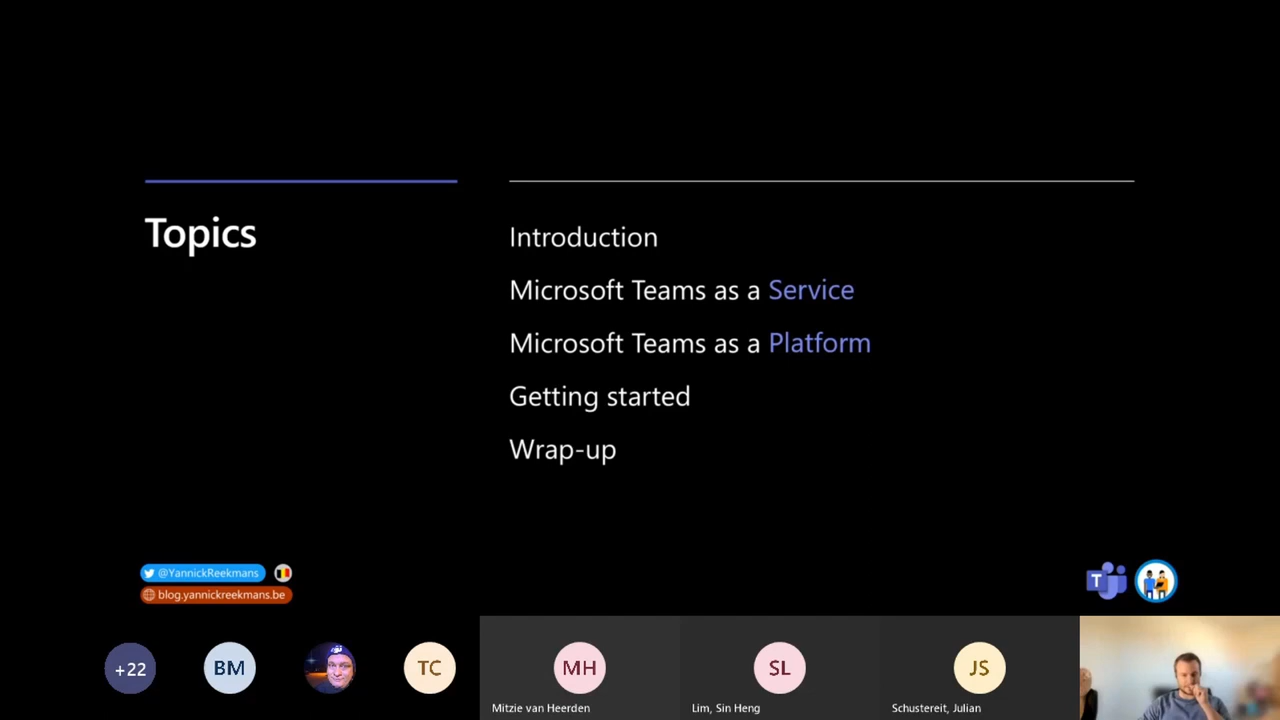 Topics
Introduction
Microsoft Teams as a Service
Microsoft Teams as a Platform
Getting started
Wrap-up
@YannickReekmans
blog.yannickreekmans.be
T
+22
BM
TC
MH
SL
JS
Mitzie van Heerden
Lim, Sin Heng
Schustereit, Julian